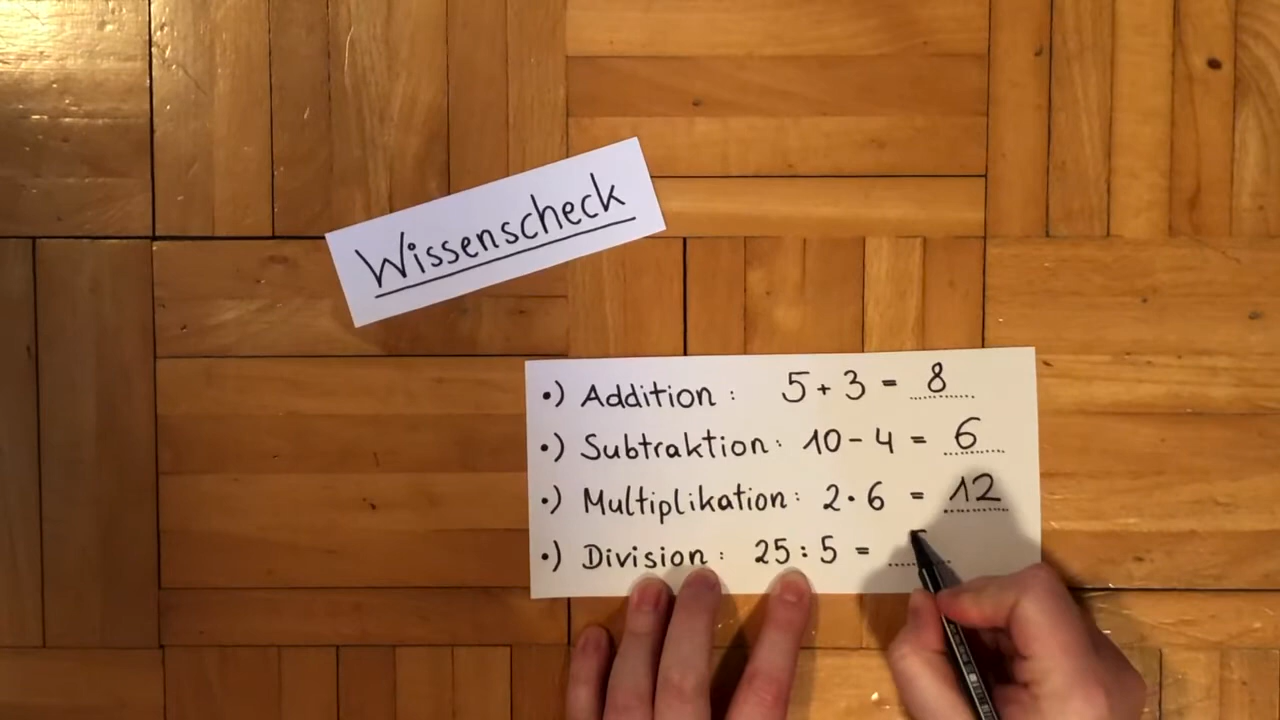 Wissenscheck
•) Addition : 5 + 3 = 8
•) Subtraktion : 10 - 4 = 6
•) Multiplikation : 2 • 6 = 12
•) Division : 25 : 5 =